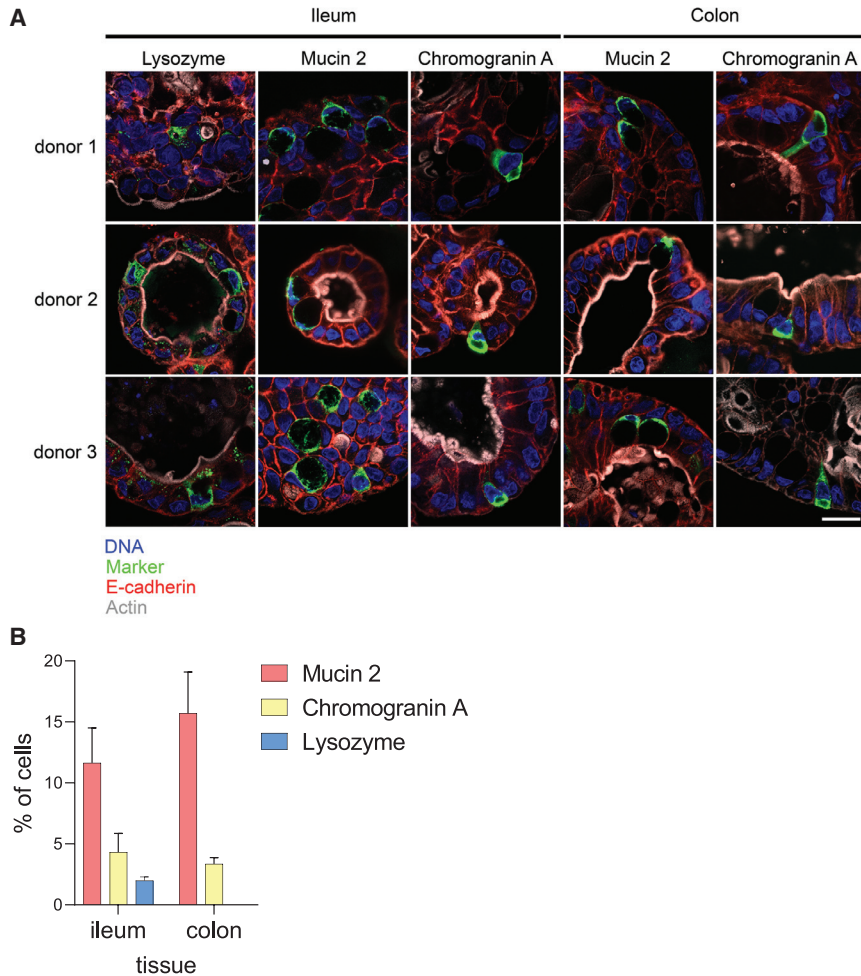 A
Ileum
Colon
Lysozyme
Mucin 2
Chromogranin A
Mucin 2
Chromogranin A
donor 1
donor 2
donor 3
DNA
Marker
E-cadherin
Actin
B
% of cells
20
15
10
5
0
ileum
colon
tissue
Mucin 2
Chromogranin A
Lysozyme